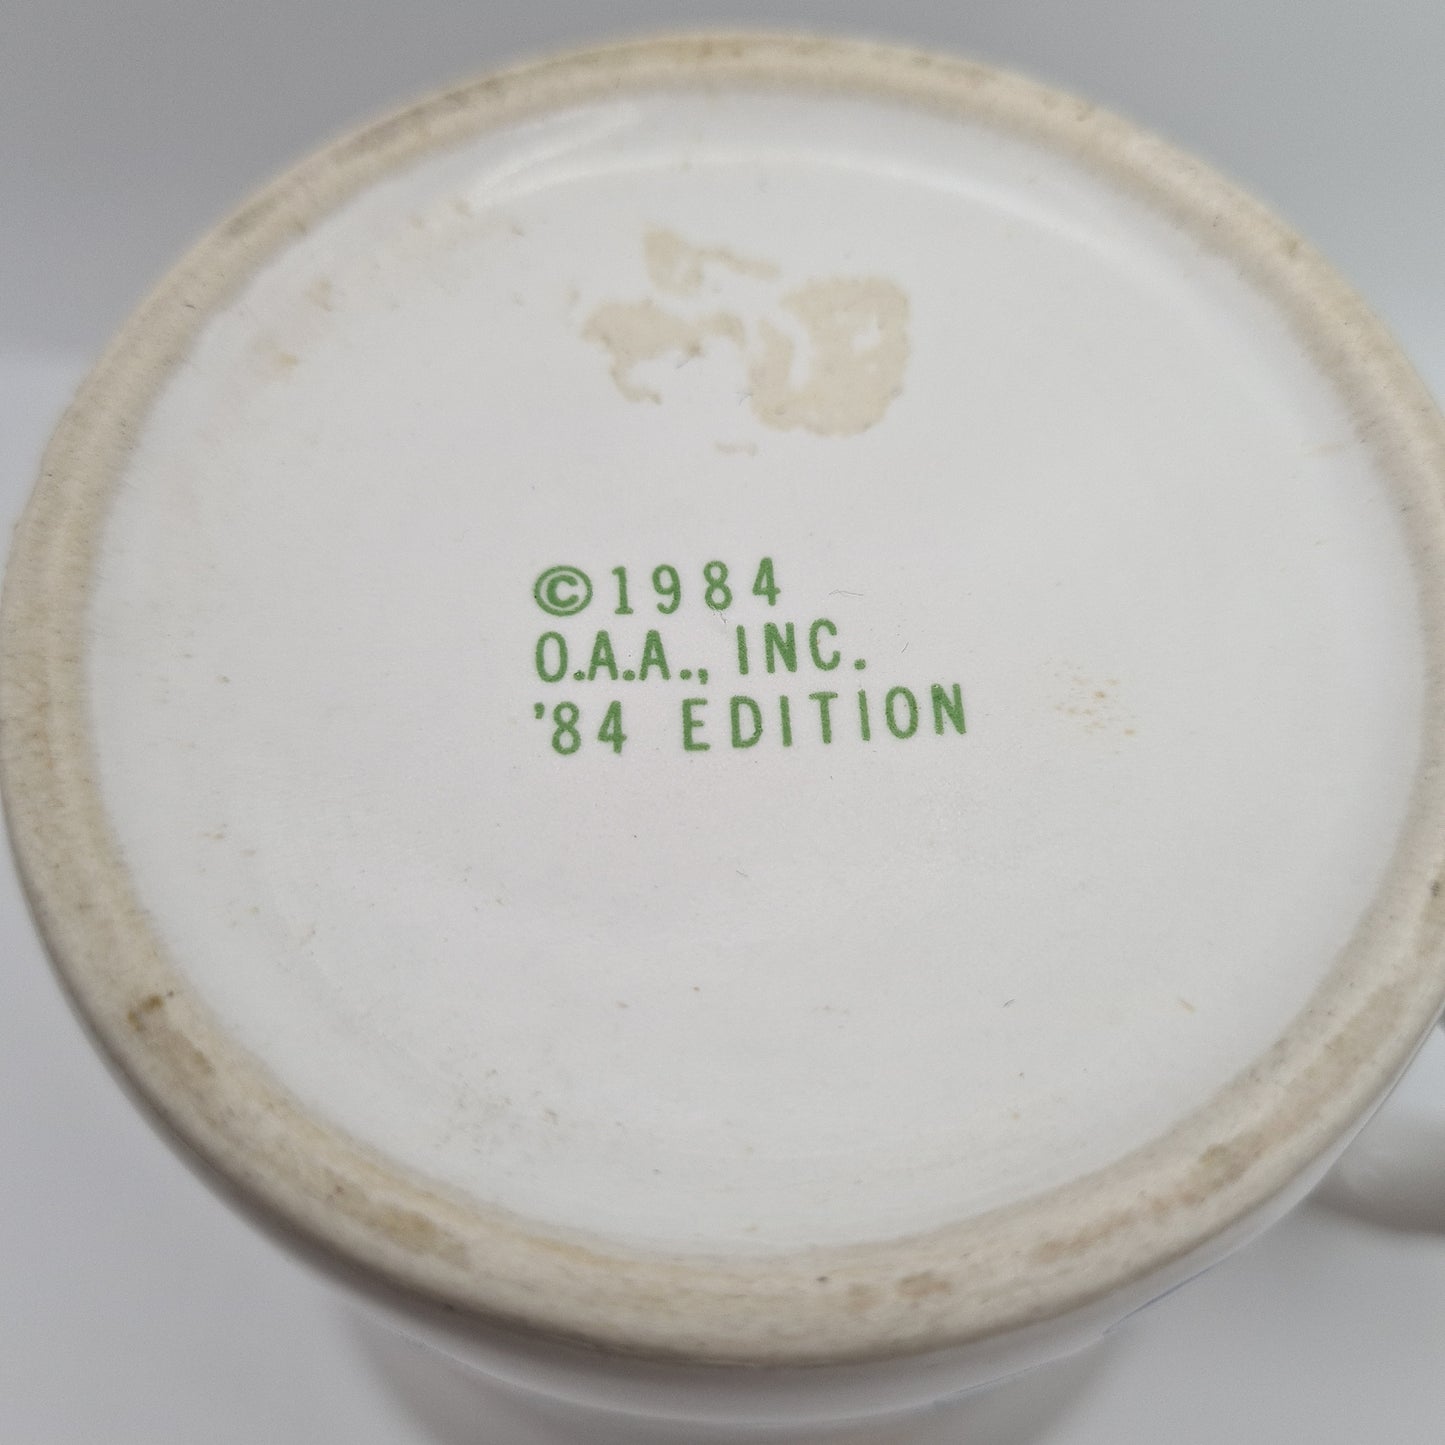 ©1984
O.A.A., INC.
'84 EDITION